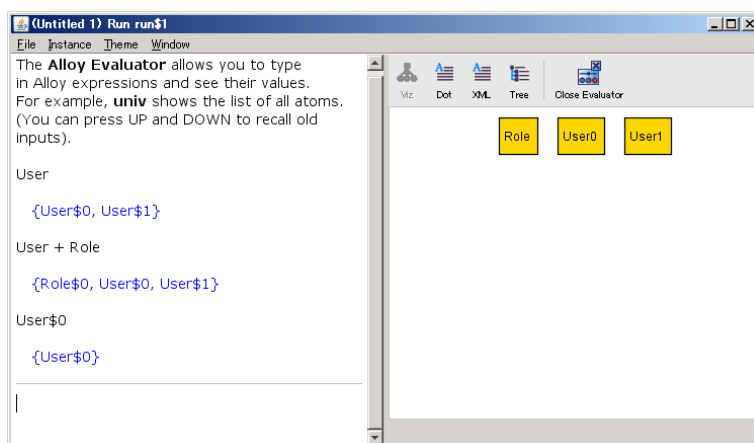 (Untitled 1) Run run$1
File Instance Theme Window
The Alloy Evaluator allows you to type
in Alloy expressions and see their values.
For example, univ shows the list of all atoms.
(You can press UP and DOWN to recall old
inputs).
User
{User$0, User$1}
User + Role
{Role$0, User$0, User$1}
User$0
{User$0}
Viz Dot XML Tree Close Evaluator
Role User0 User1